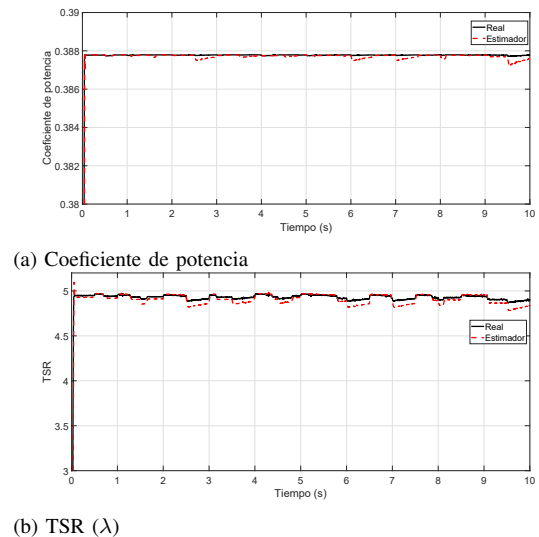 0.39
0.388
0.386
0.384
0.382
0.38
Coeficiente de potencia
Real
Estimador
0 1 2 3 4 5 6 7 8 9 10
Tiempo (s)
(a) Coeficiente de potencia
5
4.5
4
3.5
3
TSR
Real
Estimador
0 1 2 3 4 5 6 7 8 9 10
Tiempo (s)
(b) TSR (λ)